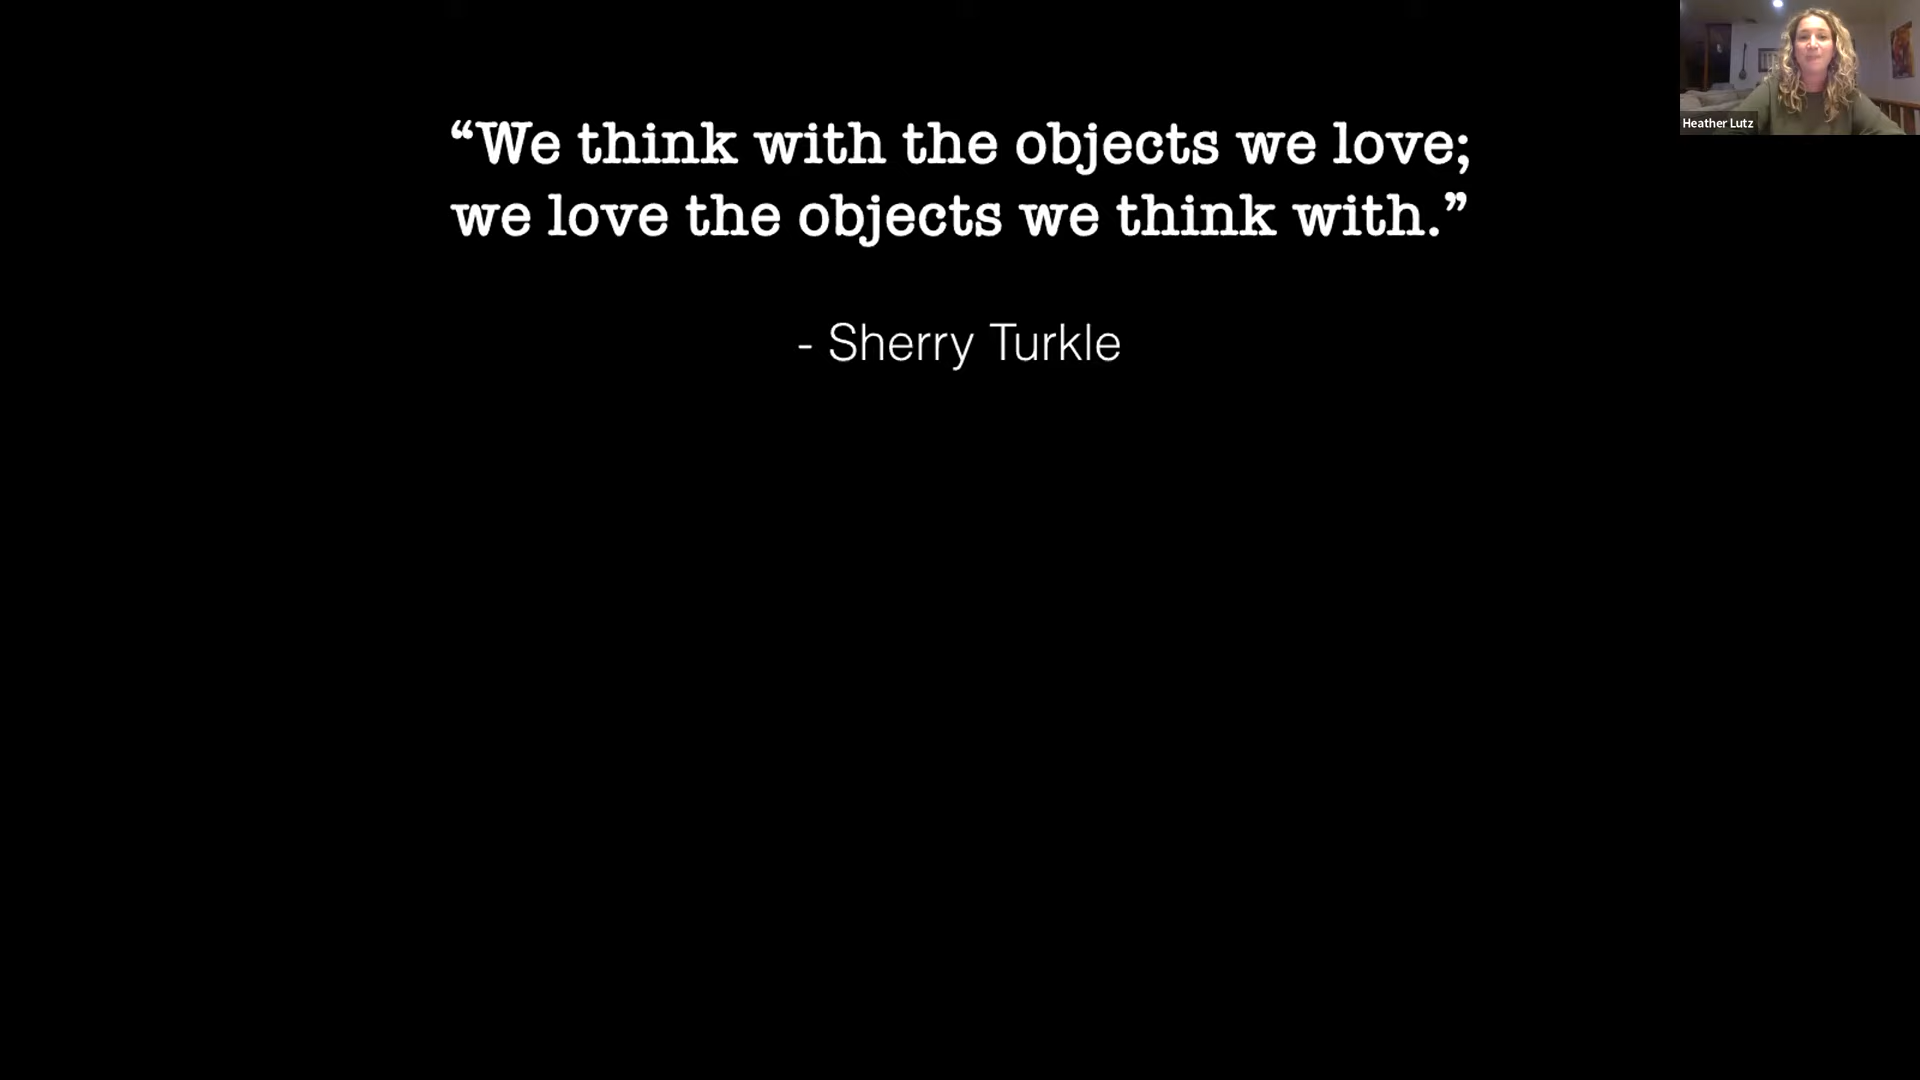 “We think with the objects we love;
we love the objects we think with.”
- Sherry Turkle
Heather Lutz